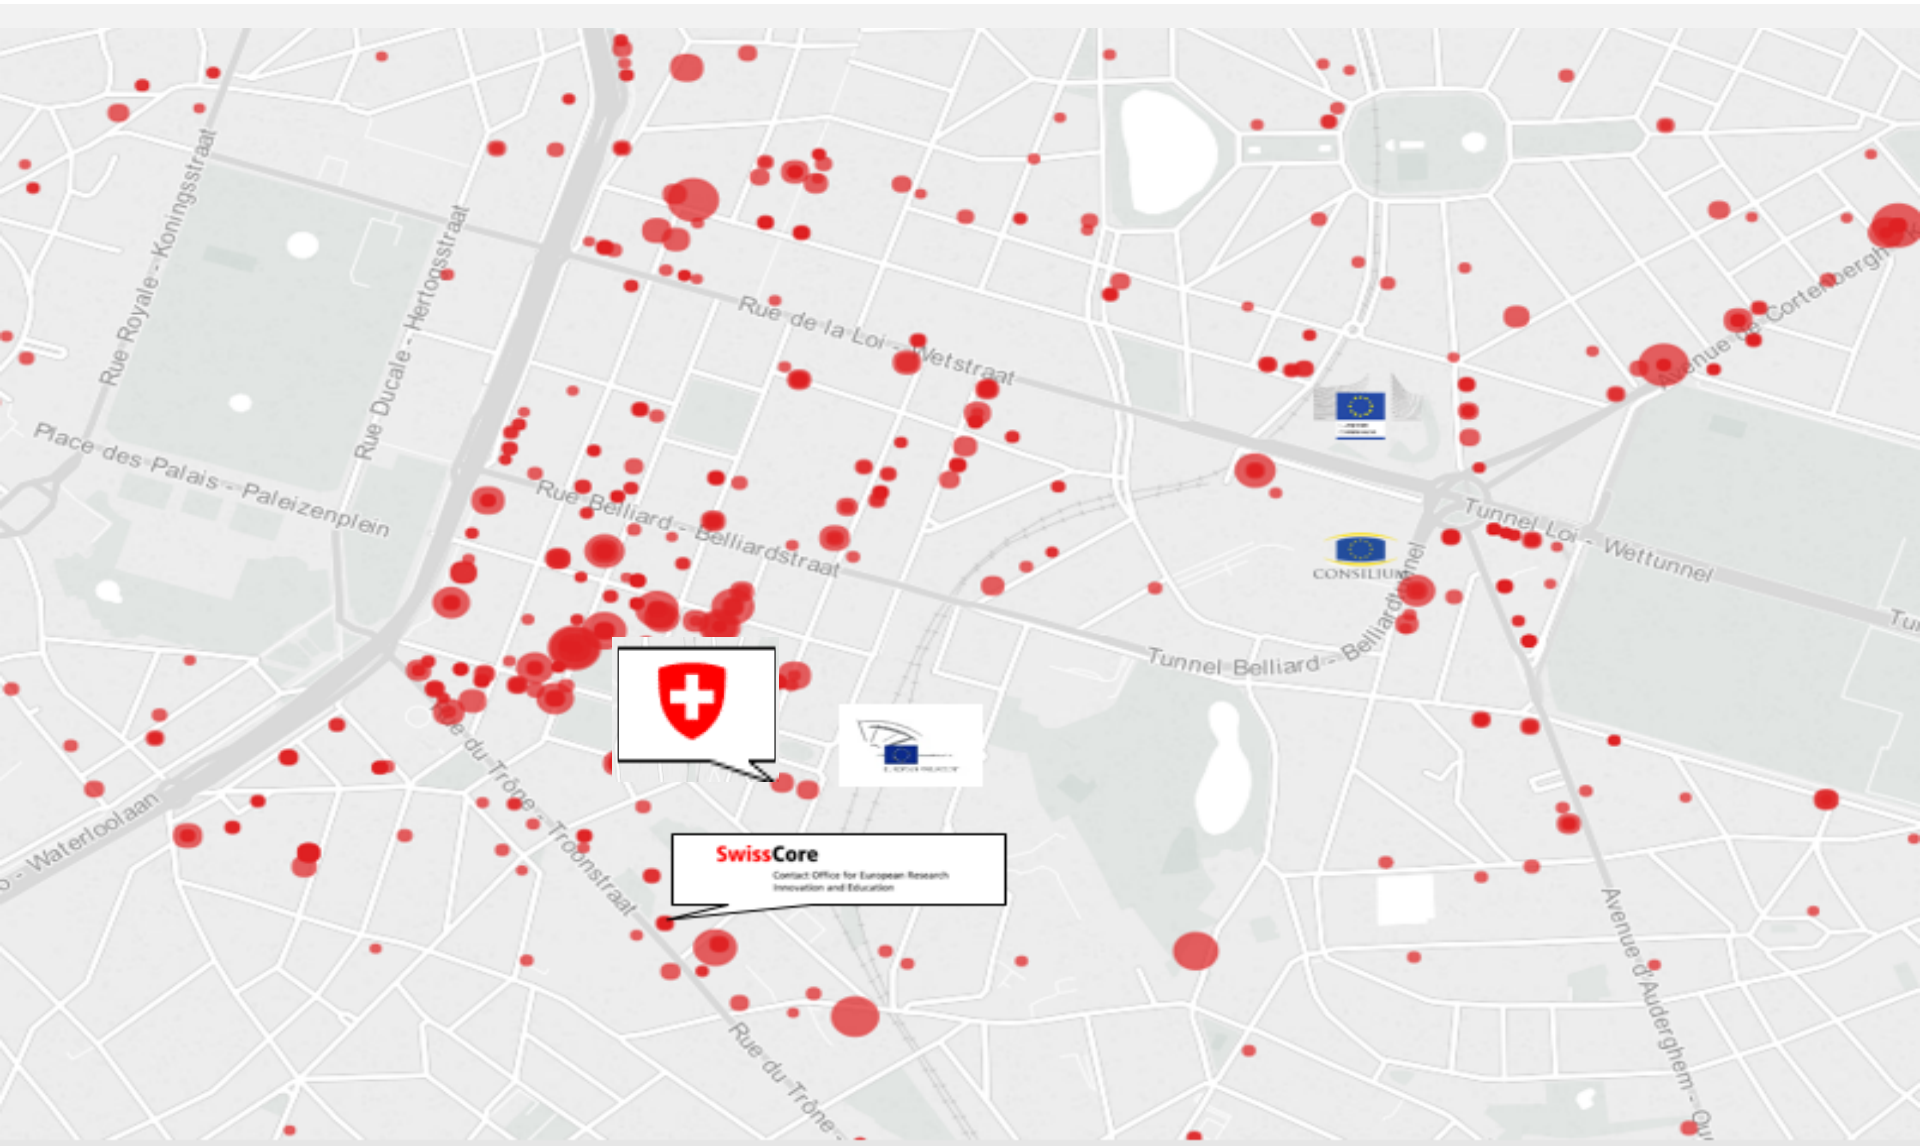 Rue Royale - Koningsstraat
Rue Ducale - Hertogsstraat
Rue de la Loi - Wetstraat
Avenue de Cortenbergh
Place des Palais - Paleizenplein
Rue Belliard - Belliardstraat
Tunnel Loi - Wettunnel
CONSILIUM
Tunnel Belliard - Belliardtunnel
Rue du Trône - Troonstraat
o - Waterloolaan
SwissCore
Contact Office for European Research
Innovation and Education
Avenue d'Auderghem - Ou
Rue du Trône -